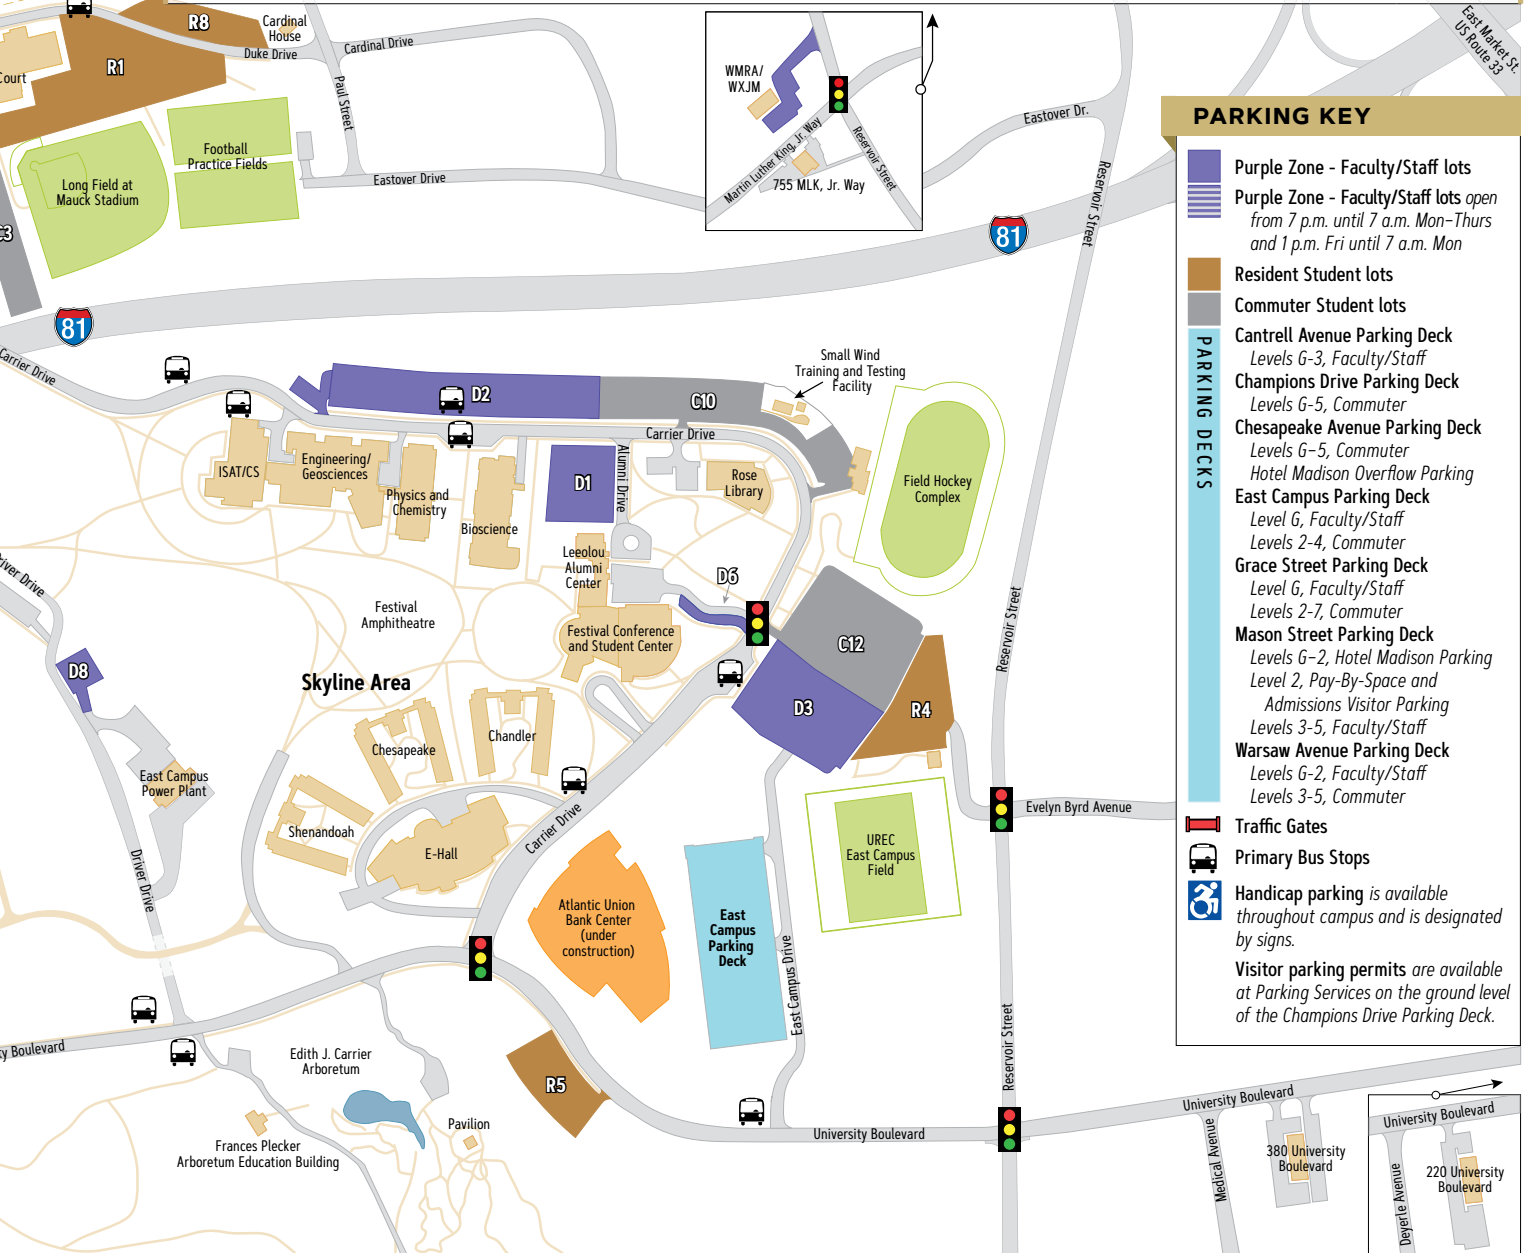 R8
Cardinal
House
Duke Drive
Cardinal Drive
R1
Court
Paul Street
Football
Practice Fields
Long Field at
Mauck Stadium
Eastover Drive
C3
81
WMRA/
WXJM
Martin Luther King, Jr. Way
Reservoir Street
755 MLK, Jr. Way
Eastover Dr.
Reservoir Street
81
East Market St.
US Route 33
PARKING KEY
Purple Zone - Faculty/Staff lots
Purple Zone - Faculty/Staff lots open
from 7 p.m. until 7 a.m. Mon–Thurs
and 1 p.m. Fri until 7 a.m. Mon
Resident Student lots
Commuter Student lots
PARKING DECKS
Cantrell Avenue Parking Deck
Levels G-3, Faculty/Staff
Champions Drive Parking Deck
Levels G-5, Commuter
Chesapeake Avenue Parking Deck
Levels G–5, Commuter
Hotel Madison Overflow Parking
East Campus Parking Deck
Level G, Faculty/Staff
Levels 2-4, Commuter
Grace Street Parking Deck
Level G, Faculty/Staff
Levels 2-7, Commuter
Mason Street Parking Deck
Levels G–2, Hotel Madison Parking
Level 2, Pay-By-Space and
Admissions Visitor Parking
Levels 3-5, Faculty/Staff
Warsaw Avenue Parking Deck
Levels G-2, Faculty/Staff
Levels 3-5, Commuter
Traffic Gates
Primary Bus Stops
Handicap parking is available
throughout campus and is designated
by signs.
Visitor parking permits are available
at Parking Services on the ground level
of the Champions Drive Parking Deck.
Carrier Drive
D2
C10
Small Wind
Training and Testing
Facility
Carrier Drive
ISAT/CS
Engineering/
Geosciences
Physics and
Chemistry
Bioscience
D1
Alumni Drive
Rose
Library
Field Hockey
Complex
Leeolou
Alumni
Center
D6
Driver Drive
Festival
Amphitheatre
Festival Conference
and Student Center
C12
Reservoir Street
D8
Skyline Area
D3
R4
Chesapeake
Chandler
East Campus
Power Plant
Shenandoah
E-Hall
Carrier Drive
Evelyn Byrd Avenue
UREC
East Campus
Field
Driver Drive
Atlantic Union
Bank Center
(under
construction)
East
Campus
Parking
Deck
East Campus Drive
Reservoir Street
ty Boulevard
Edith J. Carrier
Arboretum
R5
Pavilion
Frances Plecker
Arboretum Education Building
University Boulevard
University Boulevard
Medical Avenue
380 University
Boulevard
University Boulevard
Deyerle Avenue
220 University
Boulevard